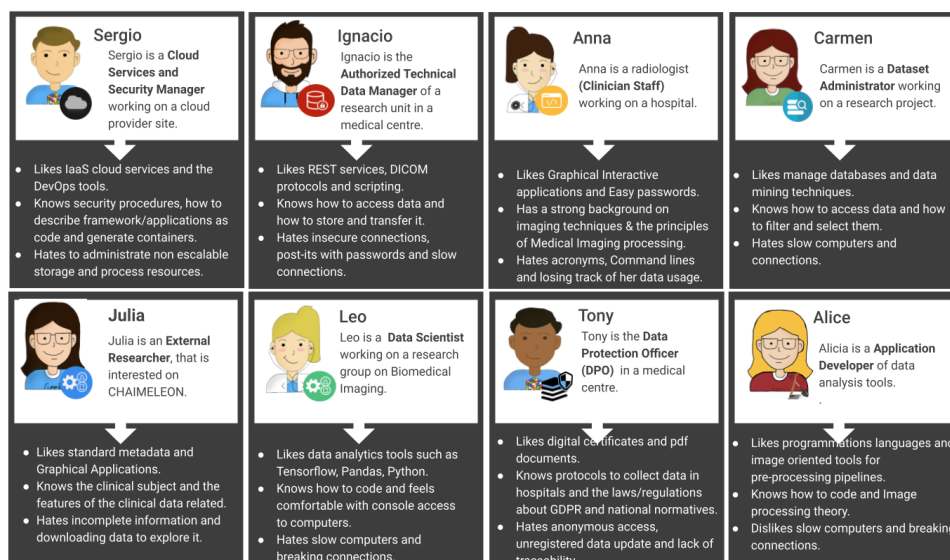 Sergio
Sergio is a Cloud
Services and
Security Manager
working on a cloud
provider site.
● Likes IaaS cloud services and the
DevOps tools.
● Knows security procedures, how to
describe framework/applications as
code and generate containers.
● Hates to administrate non escalable
storage and process resources.
Ignacio
Ignacio is the
Authorized Technical
Data Manager of a
research unit in a
medical centre.
● Likes REST services, DICOM
protocols and scripting.
● Knows how to access data and
how to store and transfer it.
● Hates insecure connections,
post-its with passwords and slow
connections.
Anna
Anna is a radiologist
(Clinician Staff)
working on a hospital.
● Likes Graphical Interactive
applications and Easy passwords.
● Has a strong background on
imaging techniques & the principles
of Medical Imaging processing.
● Hates acronyms, Command lines
and losing track of her data usage.
Carmen
Carmen is a Dataset
Administrator working
on a research project.
● Likes manage databases and data
mining techniques.
● Knows how to access data and how
to filter and select them.
● Hates slow computers and
connections.
Julia
Julia is an External
Researcher, that is
interested on
CHAIMELEON.
● Likes standard metadata and
Graphical Applications.
● Knows the clinical subject and the
features of the clinical data related.
● Hates incomplete information and
downloading data to explore it.
Leo
Leo is a Data Scientist
working on a research
group on Biomedical
Imaging.
● Likes data analytics tools such as
Tensorflow, Pandas, Python.
● Knows how to code and feels
comfortable with console access
to computers.
● Hates slow computers and
breaking connections.
Tony
Tony is the Data
Protection Officer
(DPO) in a medical
centre.
● Likes digital certificates and pdf
documents.
● Knows protocols to collect data in
hospitals and the laws/regulations
about GDPR and national normatives.
● Hates anonymous access,
unregistered data update and lack of
traceability.
Alice
Alicia is a Application
Developer of data
analysis tools.
.
● Likes programmations languages and
image oriented tools for
pre-processing pipelines.
● Knows how to code and Image
processing theory.
● Dislikes slow computers and breaking
connections.